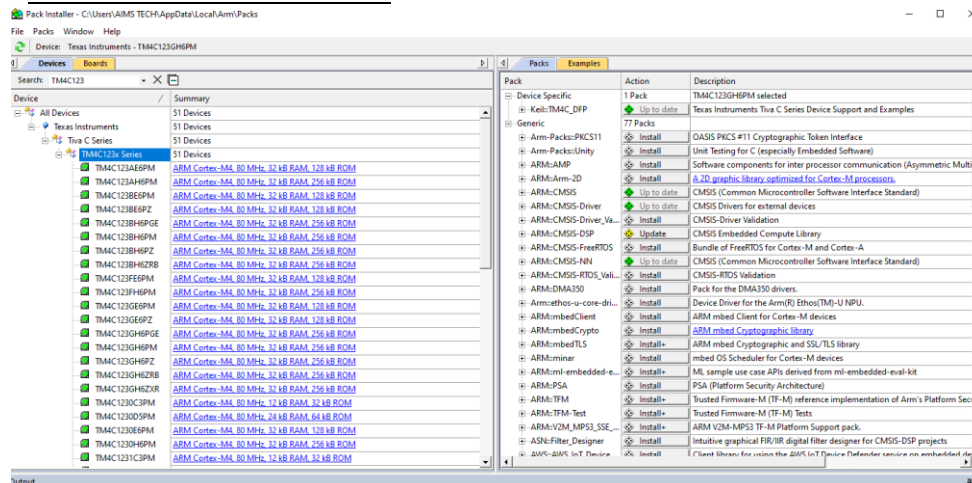 Pack Installer - C:\Users\AIMS TECH\AppData\Local\Arm\Packs
File Packs Window Help
Device: Texas Instruments - TM4C123GH6PM
Devices Boards
Search: TM4C123
Device / Summary
All Devices 51 Devices
Texas Instruments 51 Devices
Tiva C Series 51 Devices
TM4C123x Series 51 Devices
TM4C123AE6PM ARM Cortex-M4, 80 MHz, 32 kB RAM, 128 kB ROM
TM4C123AH6PM ARM Cortex-M4, 80 MHz, 32 kB RAM, 256 kB ROM
TM4C123BE6PM ARM Cortex-M4, 80 MHz, 32 kB RAM, 128 kB ROM
TM4C123BE6PZ ARM Cortex-M4, 80 MHz, 32 kB RAM, 128 kB ROM
TM4C123BH6PGE ARM Cortex-M4, 80 MHz, 32 kB RAM, 256 kB ROM
TM4C123BH6PM ARM Cortex-M4, 80 MHz, 32 kB RAM, 256 kB ROM
TM4C123BH6PZ ARM Cortex-M4, 80 MHz, 32 kB RAM, 256 kB ROM
TM4C123BH6ZRB ARM Cortex-M4, 80 MHz, 32 kB RAM, 256 kB ROM
TM4C123FE6PM ARM Cortex-M4, 80 MHz, 32 kB RAM, 128 kB ROM
TM4C123FH6PM ARM Cortex-M4, 80 MHz, 32 kB RAM, 256 kB ROM
TM4C123GE6PM ARM Cortex-M4, 80 MHz, 32 kB RAM, 128 kB ROM
TM4C123GE6PZ ARM Cortex-M4, 80 MHz, 32 kB RAM, 128 kB ROM
TM4C123GH6PGE ARM Cortex-M4, 80 MHz, 32 kB RAM, 256 kB ROM
TM4C123GH6PM ARM Cortex-M4, 80 MHz, 32 kB RAM, 256 kB ROM
TM4C123GH6PZ ARM Cortex-M4, 80 MHz, 32 kB RAM, 256 kB ROM
TM4C123GH6ZRB ARM Cortex-M4, 80 MHz, 32 kB RAM, 256 kB ROM
TM4C123GH6ZXR ARM Cortex-M4, 80 MHz, 32 kB RAM, 256 kB ROM
TM4C1230C3PM ARM Cortex-M4, 80 MHz, 12 kB RAM, 32 kB ROM
TM4C1230D5PM ARM Cortex-M4, 80 MHz, 24 kB RAM, 64 kB ROM
TM4C1230E6PM ARM Cortex-M4, 80 MHz, 32 kB RAM, 128 kB ROM
TM4C1230H6PM ARM Cortex-M4, 80 MHz, 32 kB RAM, 256 kB ROM
TM4C1231C3PM ARM Cortex-M4, 80 MHz, 12 kB RAM, 32 kB ROM
Packs Examples
Pack Action Description
Device Specific 1 Pack TM4C123GH6PM selected
Keil::TM4C_DFP Up to date Texas Instruments Tiva C Series Device Support and Examples
Generic 77 Packs
Arm-Packs::PKCS11 Install OASIS PKCS #11 Cryptographic Token Interface
Arm-Packs::Unity Install Unit Testing for C (especially Embedded Software)
ARM::AMP Install Software components for inter processor communication (Asymmetric Multi
ARM::Arm-2D Install A 2D graphic library optimized for Cortex-M processors.
ARM::CMSIS Up to date CMSIS (Common Microcontroller Software Interface Standard)
ARM::CMSIS-Driver Up to date CMSIS Drivers for external devices
ARM::CMSIS-Driver_Va... Install CMSIS-Driver Validation
ARM::CMSIS-DSP Update CMSIS Embedded Compute Library
ARM::CMSIS-FreeRTOS Install Bundle of FreeRTOS for Cortex-M and Cortex-A
ARM::CMSIS-NN Up to date CMSIS (Common Microcontroller Software Interface Standard)
ARM::CMSIS-RTOS_Vali... Install CMSIS-RTOS Validation
ARM::DMA350 Install Pack for the DMA350 drivers.
Arm::ethos-u-core-dri... Install Device Driver for the Arm(R) Ethos(TM)-U NPU.
ARM::mbedClient Install ARM mbed Client for Cortex-M devices
ARM::mbedCrypto Install ARM mbed Cryptographic library
ARM::mbedTLS Install+ ARM mbed Cryptographic and SSL/TLS library
ARM::minar Install mbed OS Scheduler for Cortex-M devices
ARM::ml-embedded-e... Install+ ML sample use case APIs derived from ml-embedded-eval-kit
ARM::PSA Install PSA (Platform Security Architecture)
ARM::TFM Install+ Trusted Firmware-M (TF-M) reference implementation of Arm's Platform Sec
ARM::TFM-Test Install+ Trusted Firmware-M (TF-M) Tests
ARM::V2M_MPS3_SSE_... Install+ ARM V2M-MPS3 TF-M Platform Support pack.
ASN::Filter_Designer Install Intuitive graphical FIR/IIR digital filter designer for CMSIS-DSP projects
AWS::AWS_IoT_Device Install Client library for using the AWS IoT Device Defender service on embedded de
Output